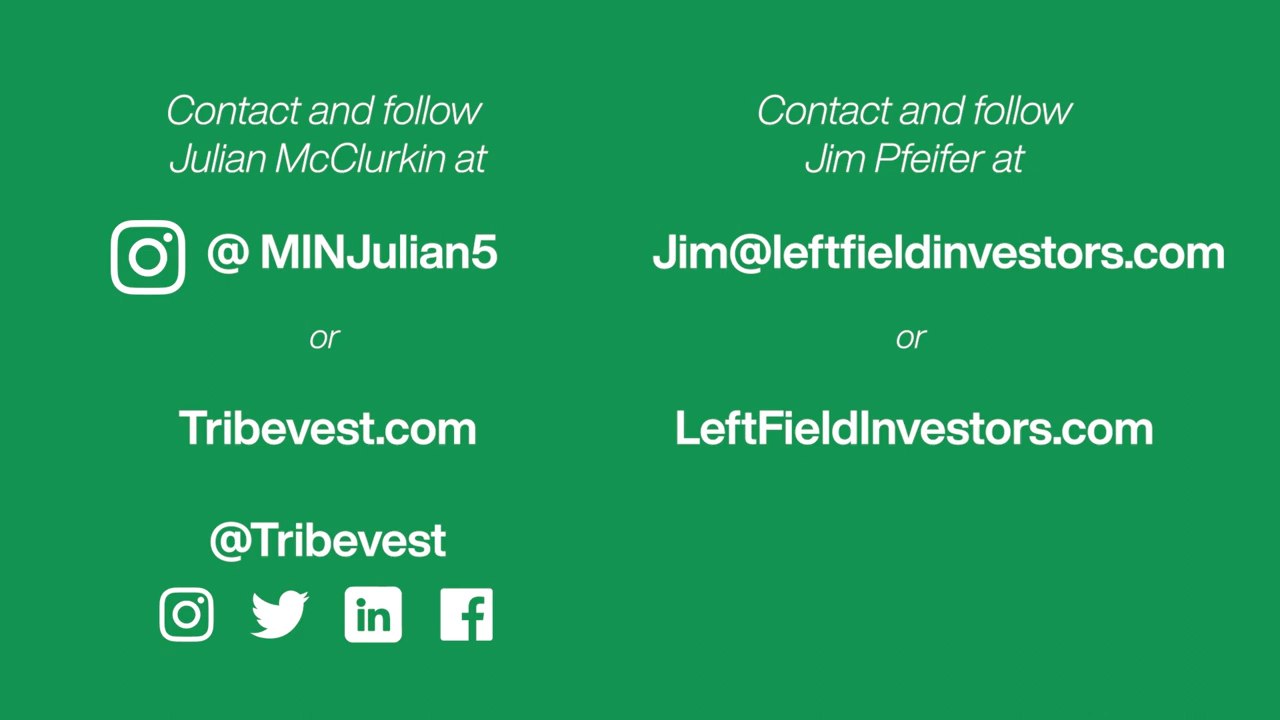 Contact and follow
Julian McClurkin at
@ MINJulian5
or
Tribevest.com
@Tribevest
in
Contact and follow
Jim Pfeifer at
Jim@leftfieldinvestors.com
or
LeftFieldInvestors.com